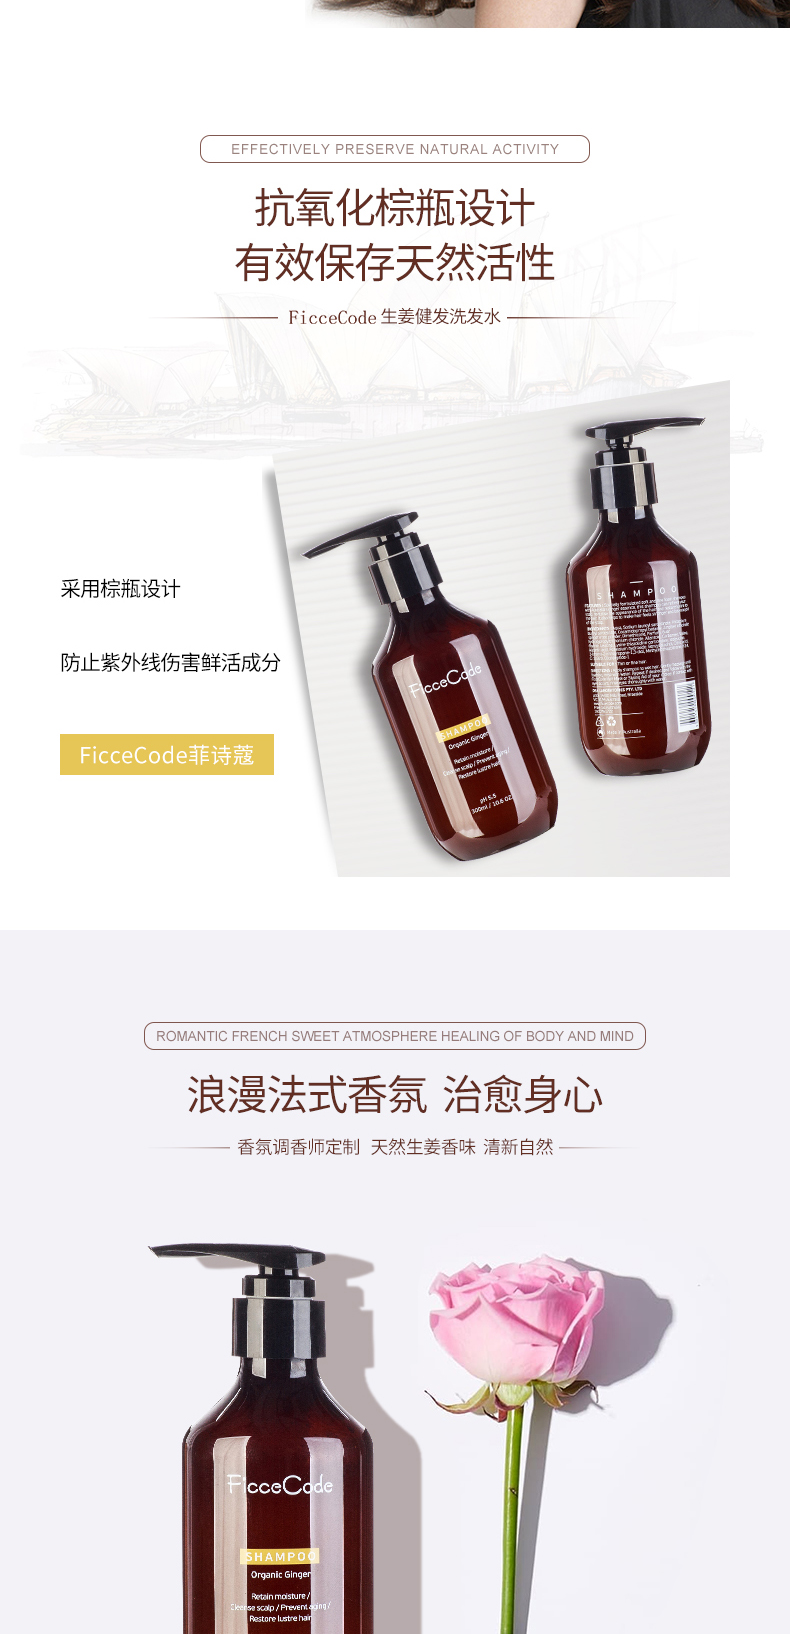 EFFECTIVELY PRESERVE NATURAL ACTIVITY
抗氧化棕瓶设计
有效保存天然活性
FicceCode 生姜健发洗发水
采用棕瓶设计
防止紫外线伤害鲜活成分
FicceCode菲诗蔻
FicceCode
SHAMPOO
Organic Ginger
Retain moisture /
Cleanse scalp / Prevent aging /
Restore lustre hair
pH 5.5
300ml / 10.6 OZ.
SHAMPOO
Made in Australia
ROMANTIC FRENCH SWEET ATMOSPHERE HEALING OF BODY AND MIND
浪漫法式香氛 治愈身心
香氛调香师定制 天然生姜香味 清新自然
FicceCode
SHAMPOO
Organic Ginger
Retain moisture /
Cleanse scalp / Prevent aging /
Restore lustre hair